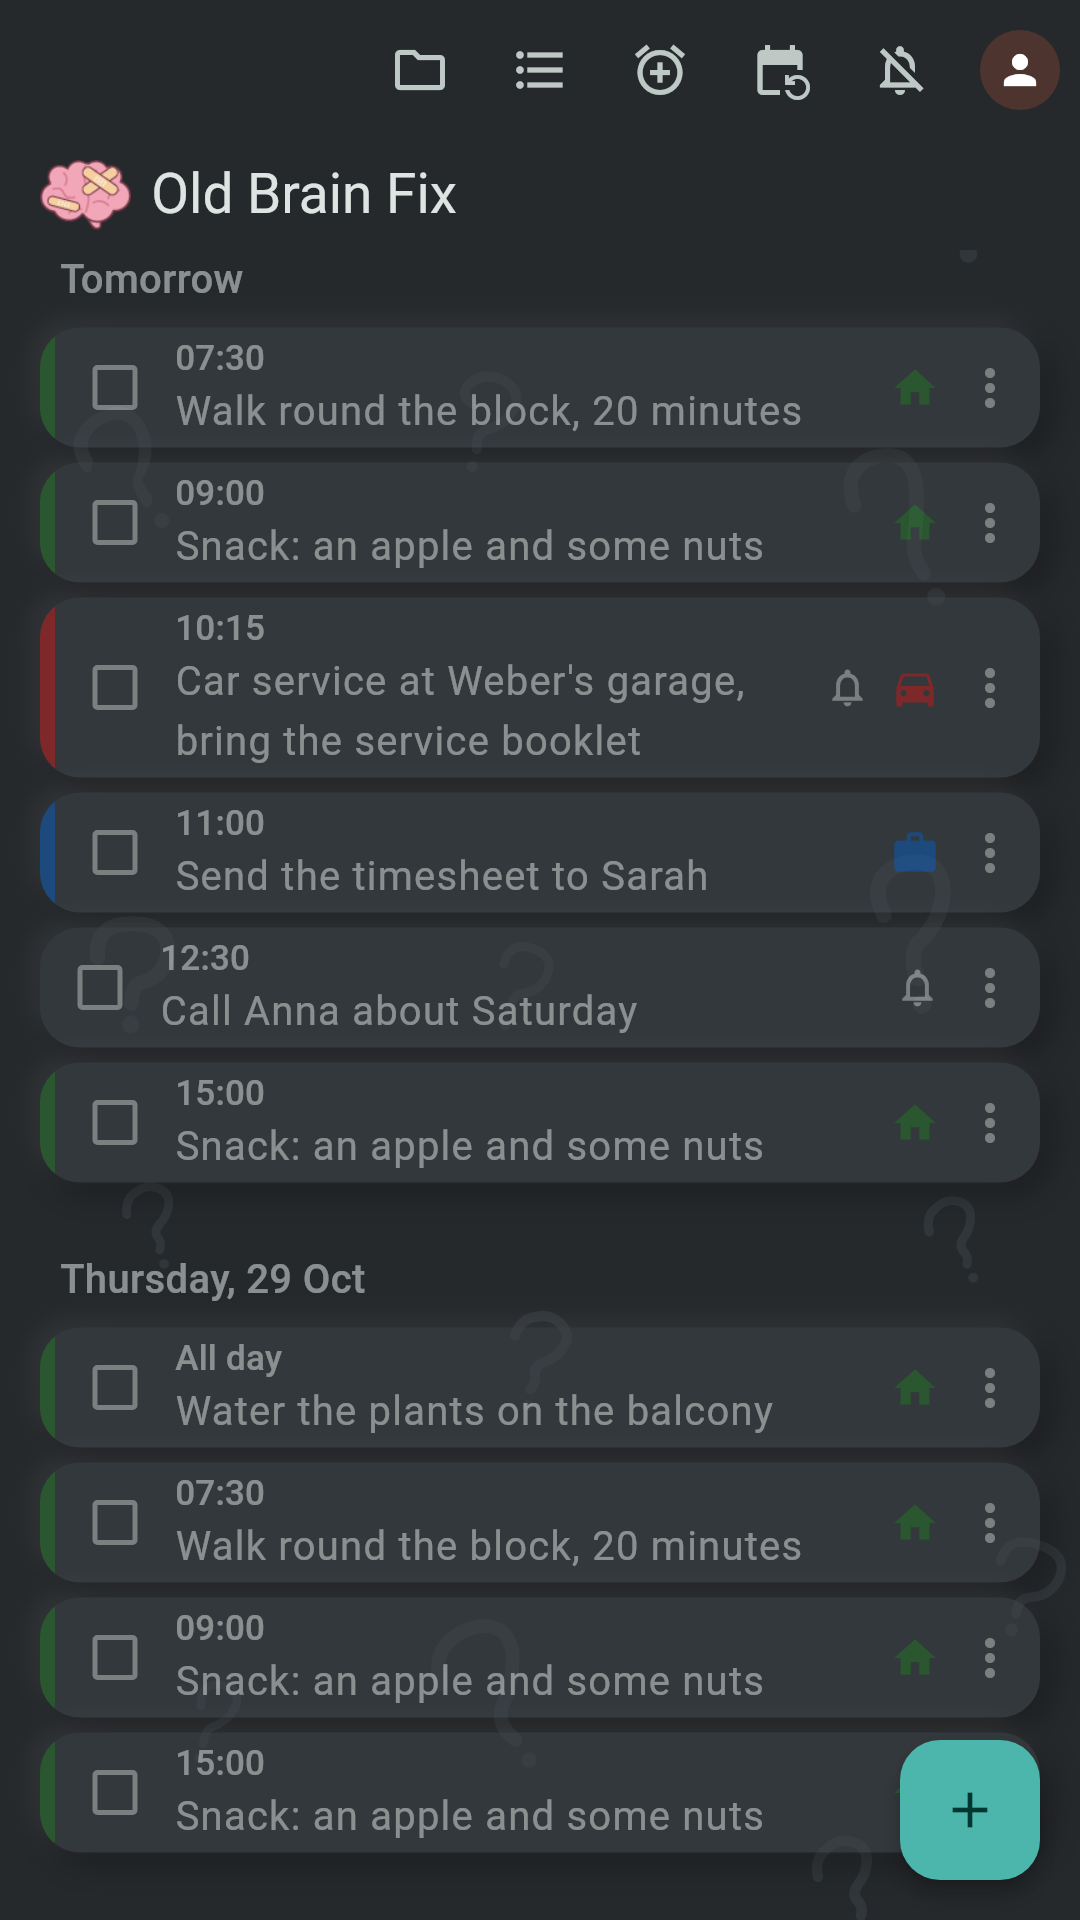 Old Brain Fix
Tomorrow
07:30
Walk round the block, 20 minutes
09:00
Snack: an apple and some nuts
10:15
Car service at Weber's garage,
bring the service booklet
11:00
Send the timesheet to Sarah
12:30
Call Anna about Saturday
15:00
Snack: an apple and some nuts
Thursday, 29 Oct
All day
Water the plants on the balcony
07:30
Walk round the block, 20 minutes
09:00
Snack: an apple and some nuts
15:00
Snack: an apple and some nuts